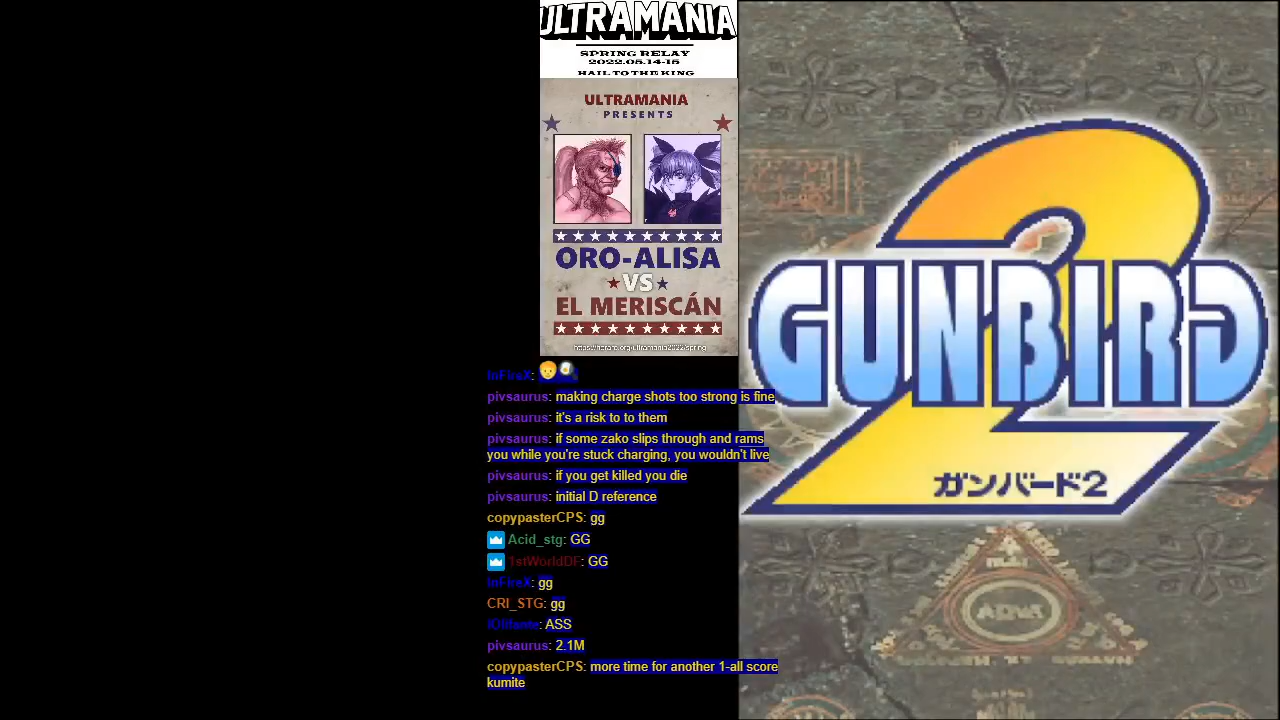 ULTRAMANIA
SPRING RELAY
2022.05.14-15
HAIL TO THE KING
ULTRAMANIA
PRESENTS
ORO-ALISA
VS
EL MERISCÁN
InFireX:
pivsaurus: making charge shots too strong is fine
pivsaurus: it's a risk to to them
pivsaurus: if some zako slips through and rams
you while you're stuck charging, you wouldn't live
pivsaurus: if you get killed you die
pivsaurus: initial D reference
copypasterCPS: gg
Acid_stg: GG
1stWorldDF: GG
InFireX: gg
CRI_STG: gg
ASS
pivsaurus: 2.1M
copypasterCPS: more time for another 1-all score
kumite
2
GUNBIRD
ガンバード2